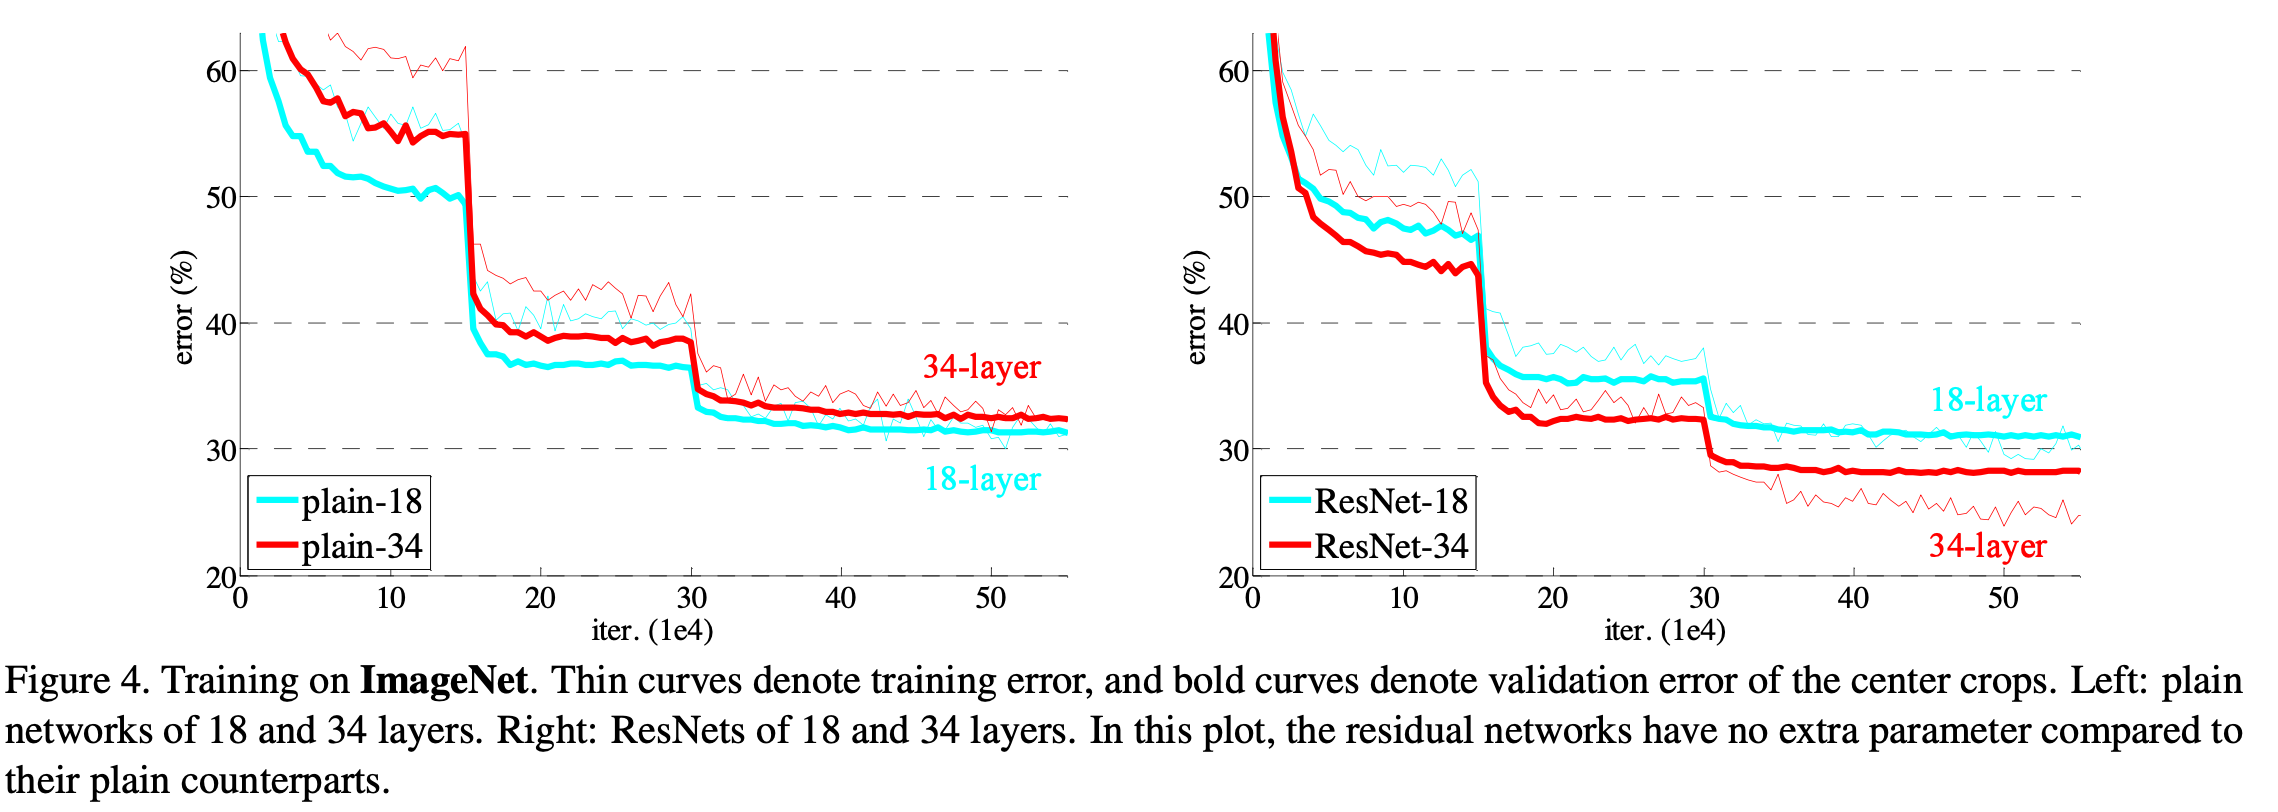 60
50
40
30
20
error (%)
34-layer
18-layer
plain-18
plain-34
0 10 20 30 40 50
iter. (1e4)
60
50
40
30
20
error (%)
18-layer
34-layer
ResNet-18
ResNet-34
0 10 20 30 40 50
iter. (1e4)
Figure 4. Training on ImageNet. Thin curves denote training error, and bold curves denote validation error of the center crops. Left: plain
networks of 18 and 34 layers. Right: ResNets of 18 and 34 layers. In this plot, the residual networks have no extra parameter compared to
their plain counterparts.